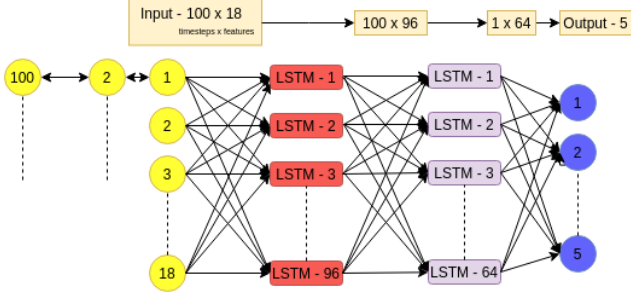 Input - 100 x 18
timesteps x features
100 x 96
1 x 64
Output - 5
100
2
1
LSTM - 1
LSTM - 1
1
2
LSTM - 2
LSTM - 2
2
3
LSTM - 3
LSTM - 3
18
LSTM - 96
LSTM - 64
5